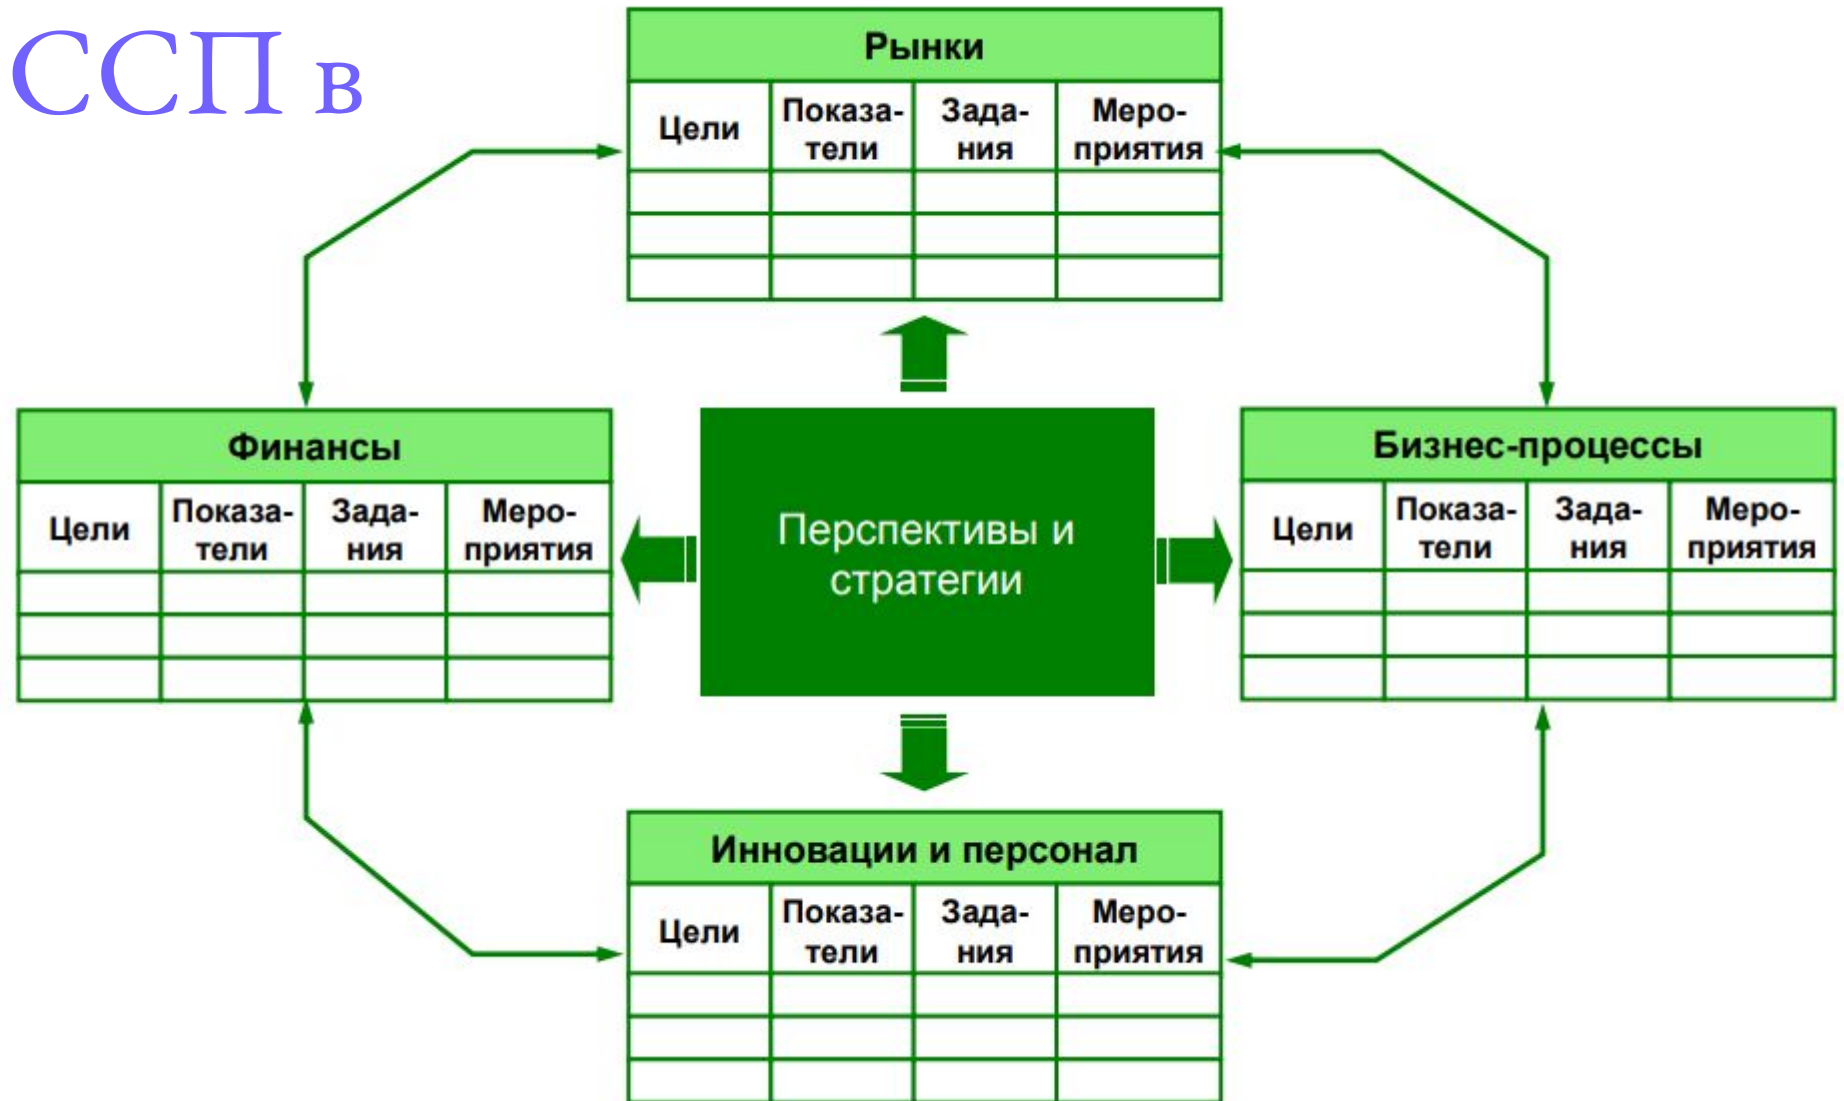 ССП в
Рынки
Цели
Показа-
тели
Зада-
ния
Меро-
приятия
Финансы
Цели
Показа-
тели
Зада-
ния
Меро-
приятия
Перспективы и
стратегии
Бизнес-процессы
Цели
Показа-
тели
Зада-
ния
Меро-
приятия
Инновации и персонал
Цели
Показа-
тели
Зада-
ния
Меро-
приятия